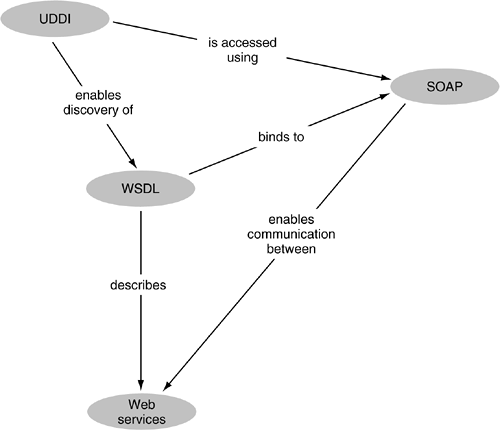 UDDI
is accessed
using
SOAP
enables
discovery of
binds to
WSDL
enables
communication
between
describes
Web
services